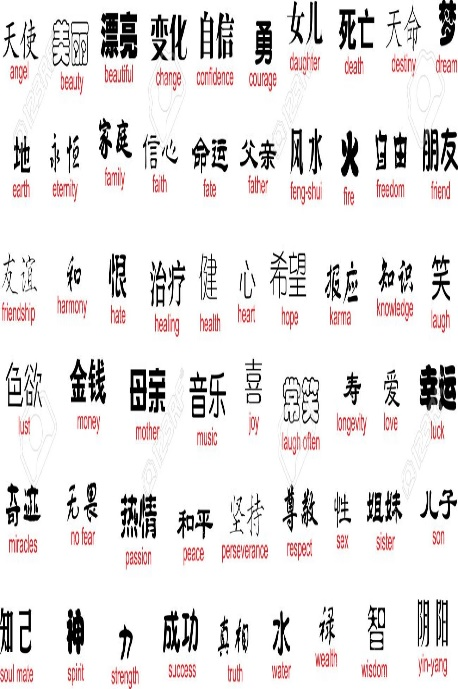 天使 美丽 漂亮 变化 自信 勇 女儿 死亡 天命 梦
angel beauty beautiful change confidence courage daughter death destiny dream
地 永恒 家庭 信心 命运 父亲 风水 火 自由 朋友
earth eternity family faith fate father feng-shui fire freedom friend
友谊 和 恨 治疗 健 心 希望 报应 知识 笑
friendship harmony hate healing health heart hope karma knowledge laugh
色欲 金钱 母亲 音乐 喜 常笑 寿 爱 幸运
lust money mother music joy laugh often longevity love luck
奇迹 无畏 热情 和平 坚持 尊敬 性 姐妹 儿子
miracles no fear passion peace perseverance respect sax sister son
知己 神 力 成功 真相 水 禄 智 阴阳
soul mate spirit strength success truth water wealth wisdom yin-yang